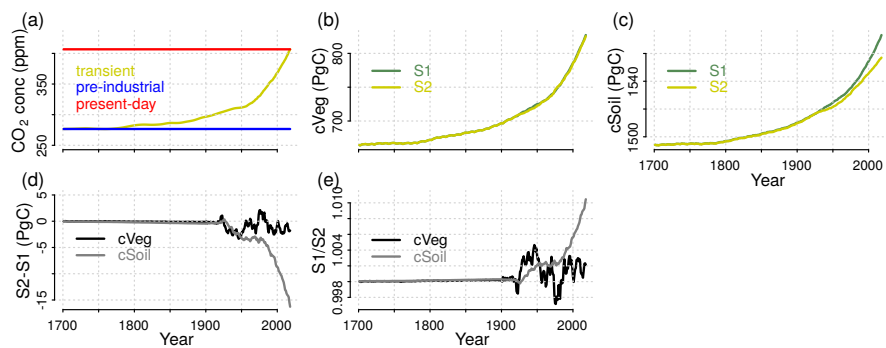 (a)
CO2 conc (ppm)
350
250
transient
pre-industrial
present-day
(b)
cVeg (PgC)
800
700
S1
S2
(c)
cSoil (PgC)
1540
1500
S1
S2
1700
1800
1900
2000
Year
(d)
S2-S1 (PgC)
5
-5
-15
cVeg
cSoil
1700
1800
1900
2000
Year
(e)
S1/S2
1.010
1.004
0.998
cVeg
cSoil
1700
1800
1900
2000
Year